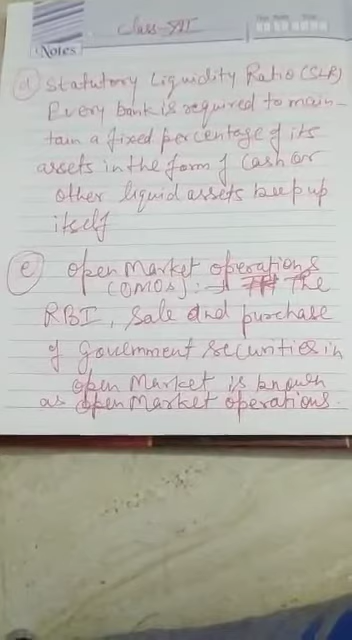 Class-XII
Notes
(d) Statutory Liquidity Ratio (SLR)
Every bank is required to main-
tain a fixed percentage of its
assets in the form of cash or
other liquid assets keep up
itself
(e) Open Market operations
(OMOs) :- The
RBI, Sale and purchase
of government securities in
open Market is known
as open Market operations.